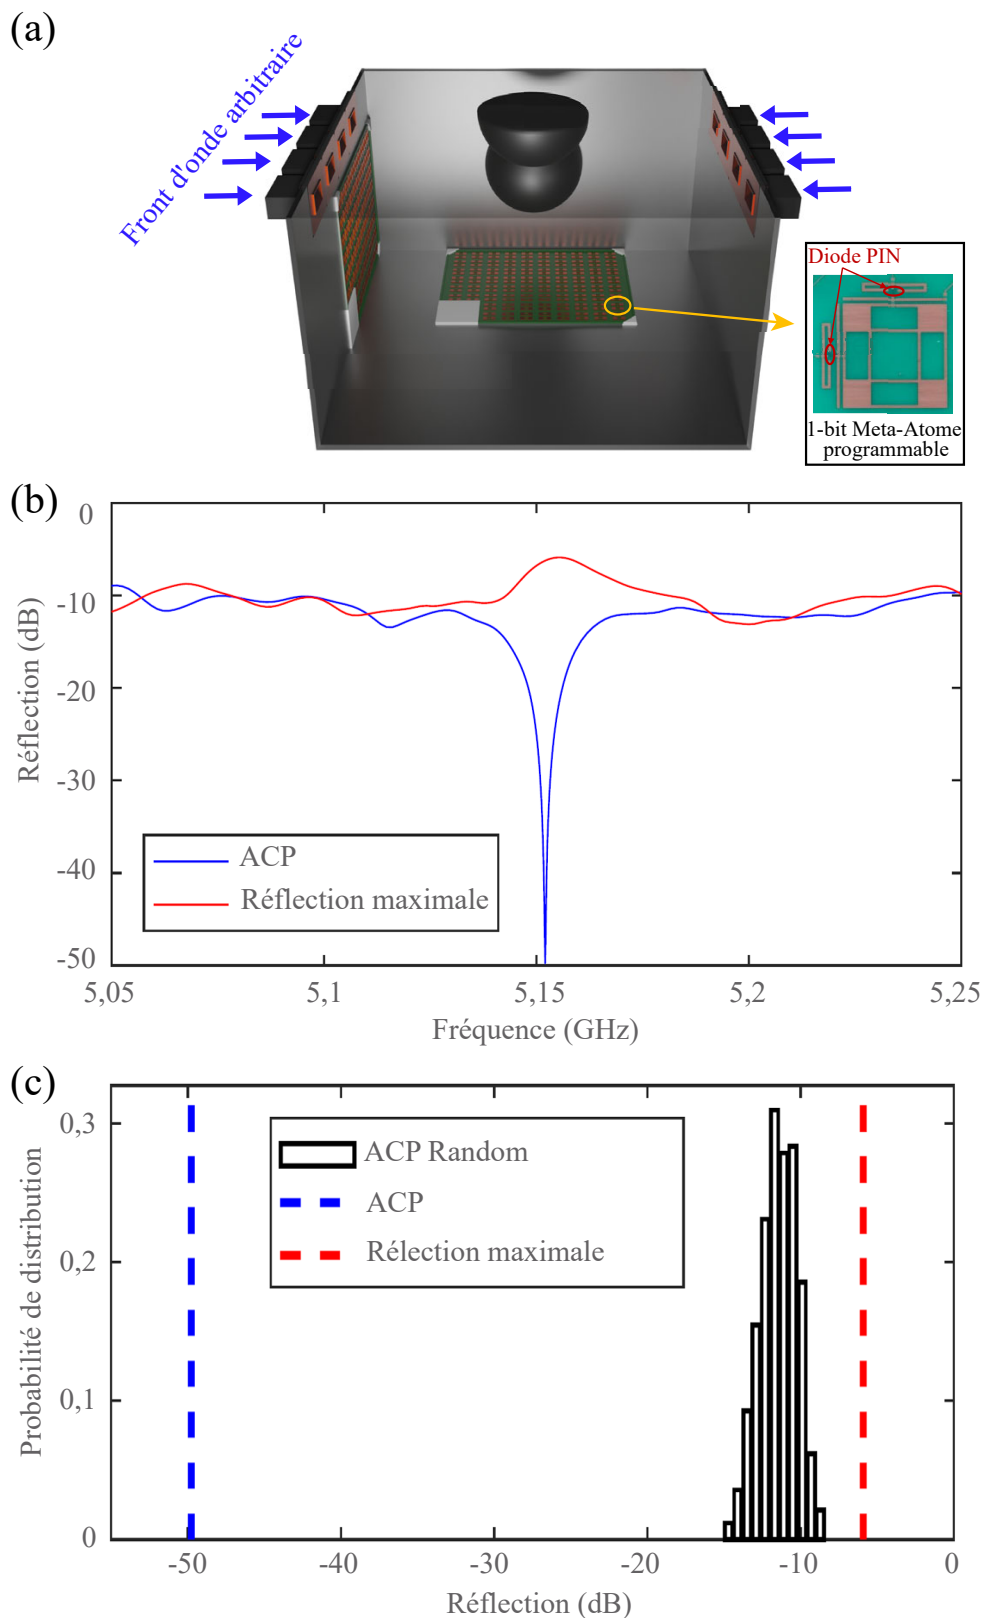 (a)
Front d'onde arbitraire
Diode PIN
1-bit Meta-Atome
programmable
(b)
Réflection (dB)
0
-10
-20
-30
-40
-50
ACP
Réflection maximale
5,05
5,1
5,15
5,2
5,25
Fréquence (GHz)
(c)
Probabilité de distribution
0,3
0,2
0,1
0
ACP Random
ACP
Rélection maximale
-50
-40
-30
-20
-10
0
Réflection (dB)